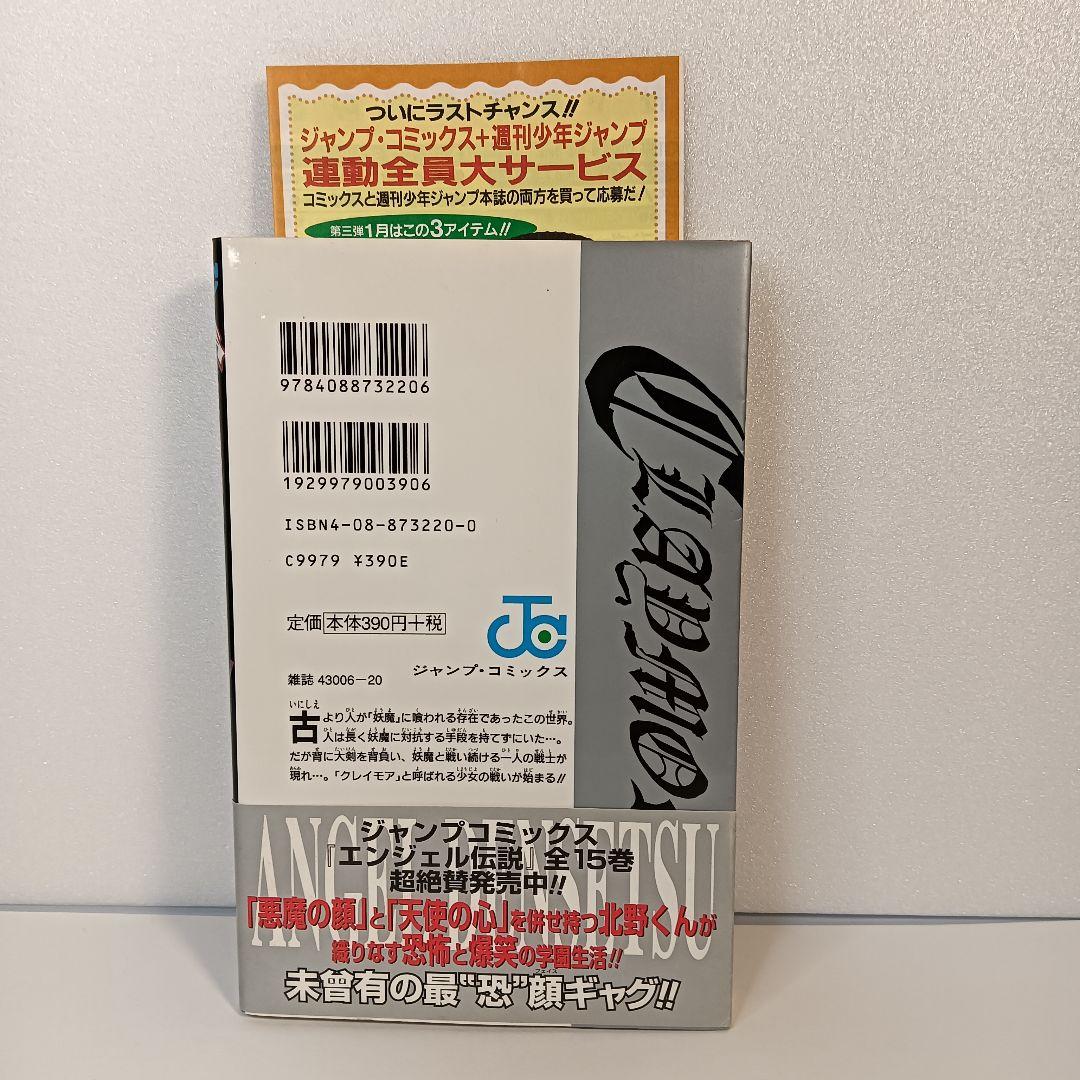 ついにラストチャンス!!
ジャンプ・コミックス+週刊少年ジャンプ
連動全員大サービス
コミックスと週刊少年ジャンプ本誌の両方を買って応募だ!
第三弾1月はこの3アイテム!!
9784088732206
1929979003906
ISBN4-08-873220-0
C9979 ¥390E
定価 本体390円+税
JC
ジャンプ・コミックス
雑誌 43006-20
古より人が「妖魔」に喰われる存在であったこの世界。
人は長く妖魔に対抗する手段を持てずにいた…。
だが背に大剣を背負い、妖魔と戦い続ける一人の戦士が
現れ…。「クレイモア」と呼ばれる少女の戦いが始まる!!
CLAYMO
ANGEL DENSETSU
ジャンプコミックス
『エンジェル伝説』全15巻
超絶賛発売中!!
「悪魔の顔」と「天使の心」を併せ持つ北野くんが
織りなす恐怖と爆笑の学園生活!!
未曾有の最“恐”顔ギャグ!!